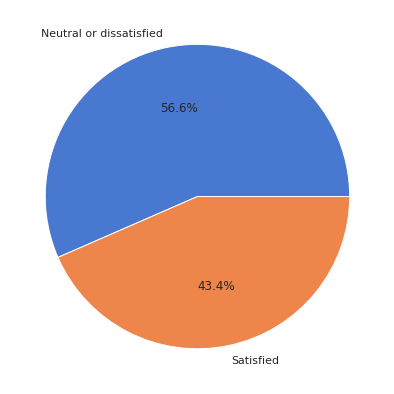 Neutral or dissatisfied
56.6%
43.4%
Satisfied